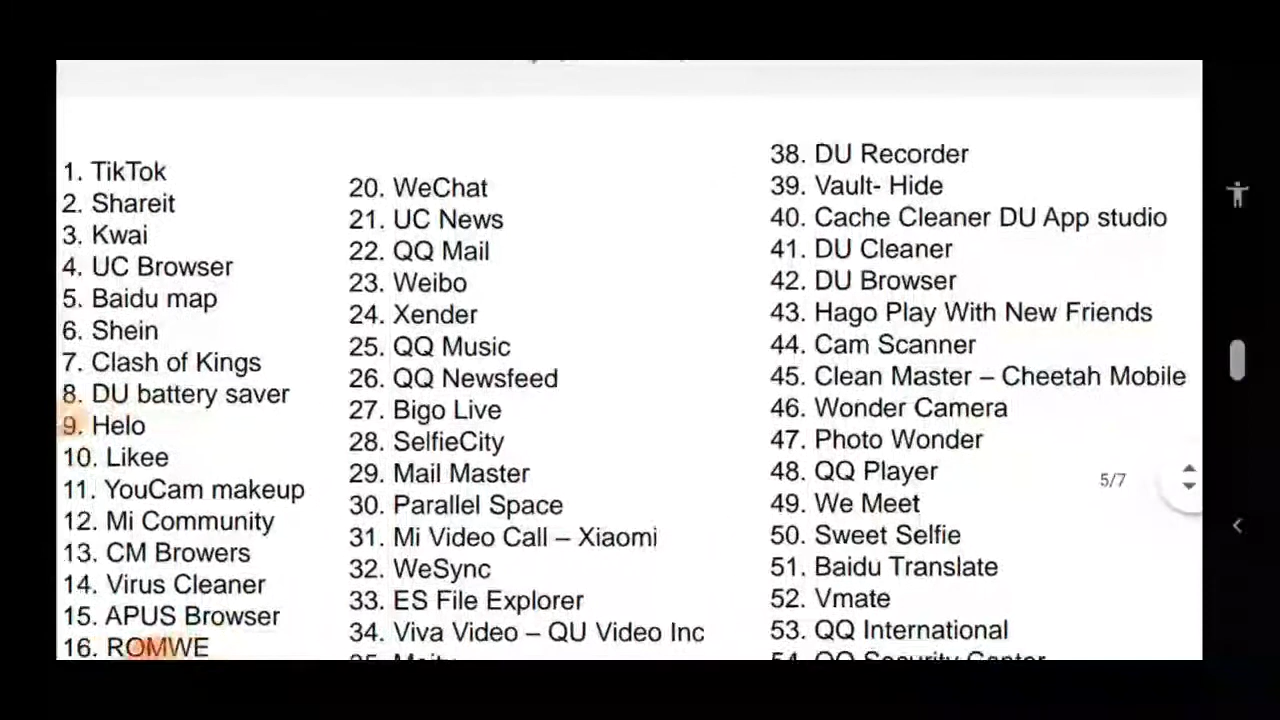 1. TikTok
2. Shareit
3. Kwai
4. UC Browser
5. Baidu map
6. Shein
7. Clash of Kings
8. DU battery saver
9. Helo
10. Likee
11. YouCam makeup
12. Mi Community
13. CM Browers
14. Virus Cleaner
15. APUS Browser
16. ROMWE
20. WeChat
21. UC News
22. QQ Mail
23. Weibo
24. Xender
25. QQ Music
26. QQ Newsfeed
27. Bigo Live
28. SelfieCity
29. Mail Master
30. Parallel Space
31. Mi Video Call – Xiaomi
32. WeSync
33. ES File Explorer
34. Viva Video – QU Video Inc
38. DU Recorder
39. Vault- Hide
40. Cache Cleaner DU App studio
41. DU Cleaner
42. DU Browser
43. Hago Play With New Friends
44. Cam Scanner
45. Clean Master – Cheetah Mobile
46. Wonder Camera
47. Photo Wonder
48. QQ Player
49. We Meet
50. Sweet Selfie
51. Baidu Translate
52. Vmate
53. QQ International
54. QQ Security Center
5/7